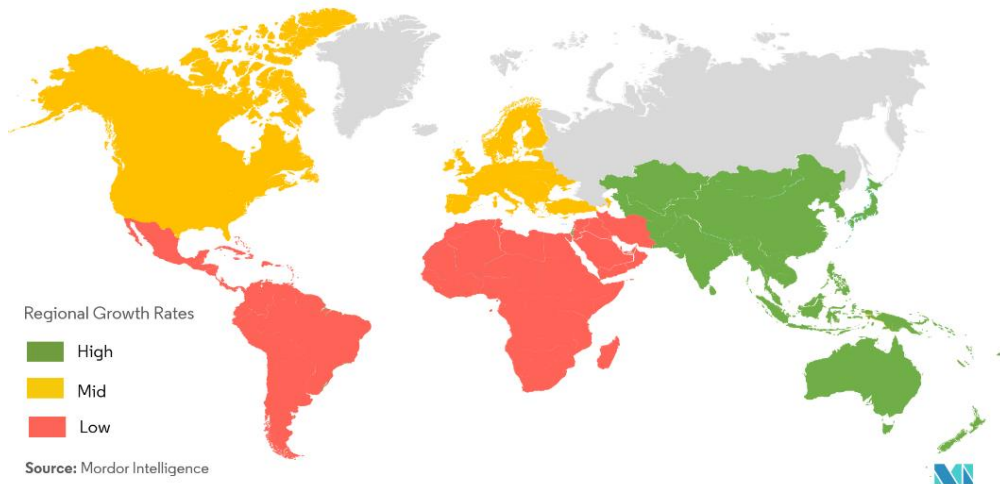 Regional Growth Rates
High
Mid
Low
Source: Mordor Intelligence